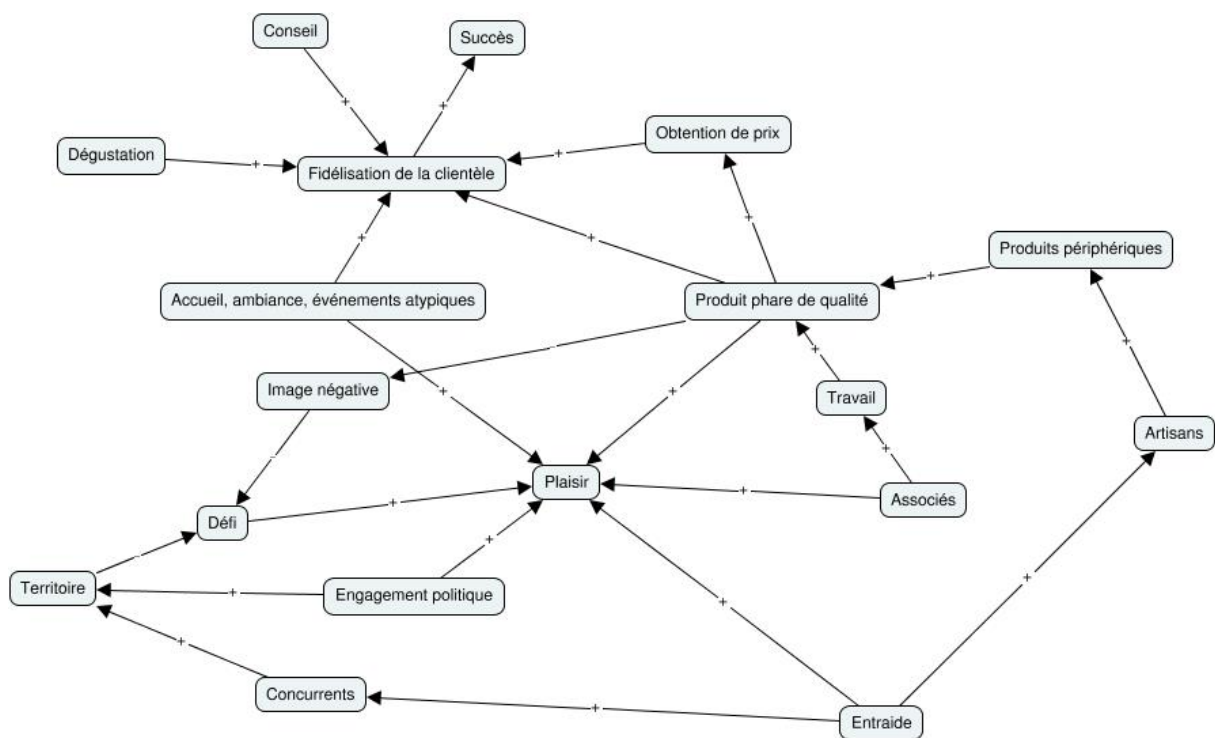 Conseil
Succès
Obtention de prix
Dégustation
Fidélisation de la clientèle
Produits périphériques
Accueil, ambiance, événements atypiques
Produit phare de qualité
Image négative
Travail
Artisans
Plaisir
Associés
Défi
Territoire
Engagement politique
Concurrents
Entraide
+
+
+
+
+
+
+
+
–
+
+
+
+
+
–
+
+
–
+
+
+
+
+
+